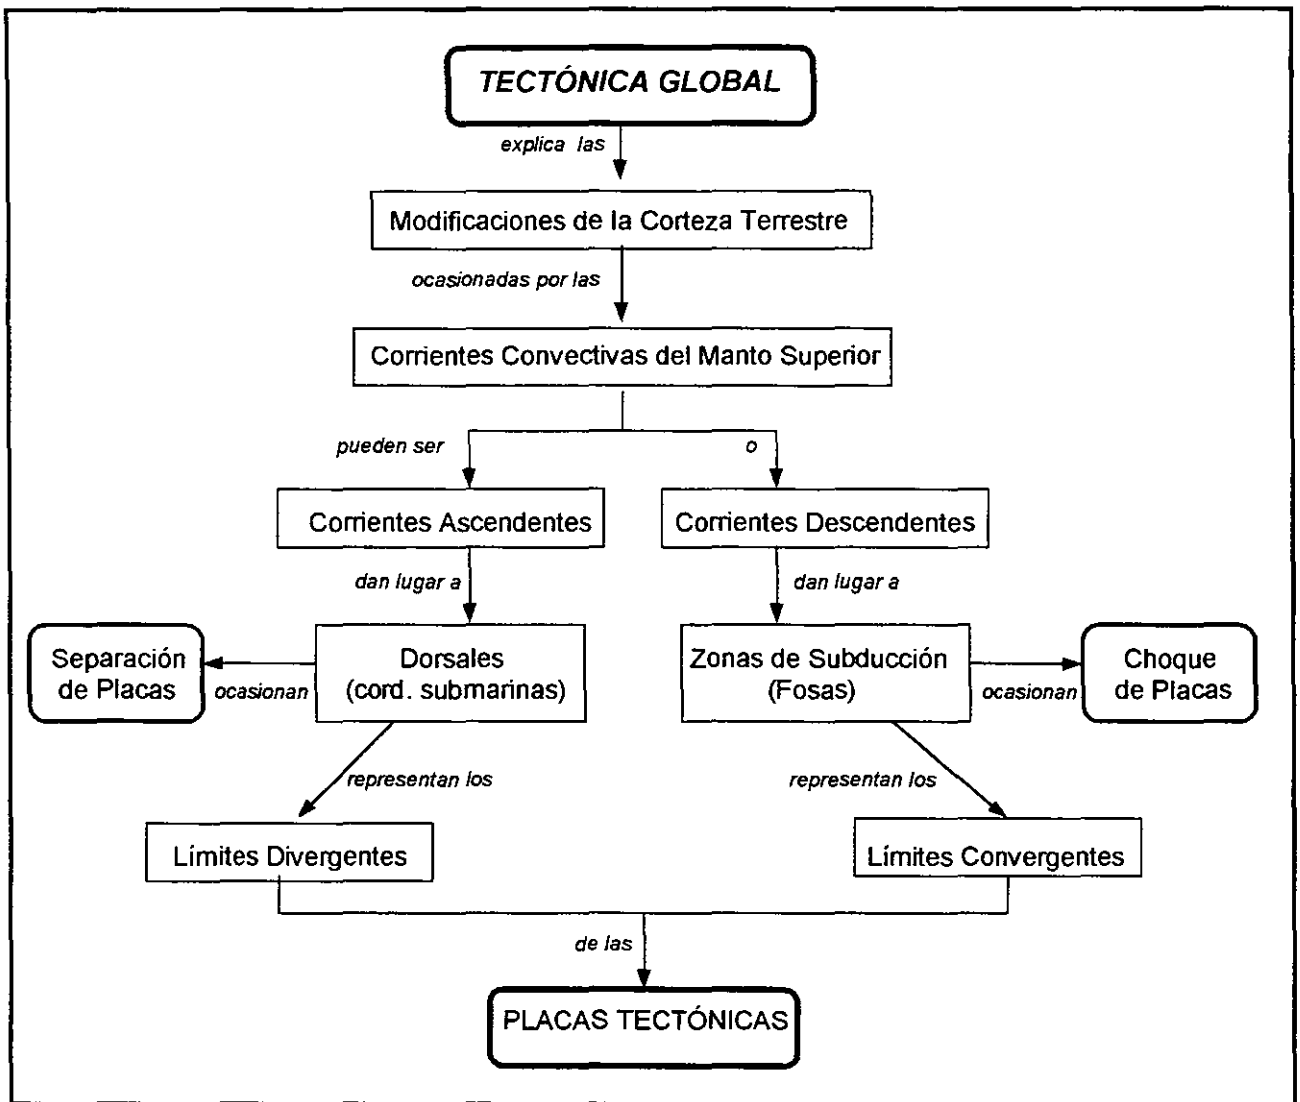 TECTÓNICA GLOBAL
explica las
Modificaciones de la Corteza Terrestre
ocasionadas por las
Corrientes Convectivas del Manto Superior
pueden ser
o
Corrientes Ascendentes
Corrientes Descendentes
dan lugar a
dan lugar a
Separación
de Placas
ocasionan
Dorsales
(cord. submarinas)
Zonas de Subducción
(Fosas)
ocasionan
Choque
de Placas
representan los
representan los
Límites Divergentes
Límites Convergentes
de las
PLACAS TECTÓNICAS